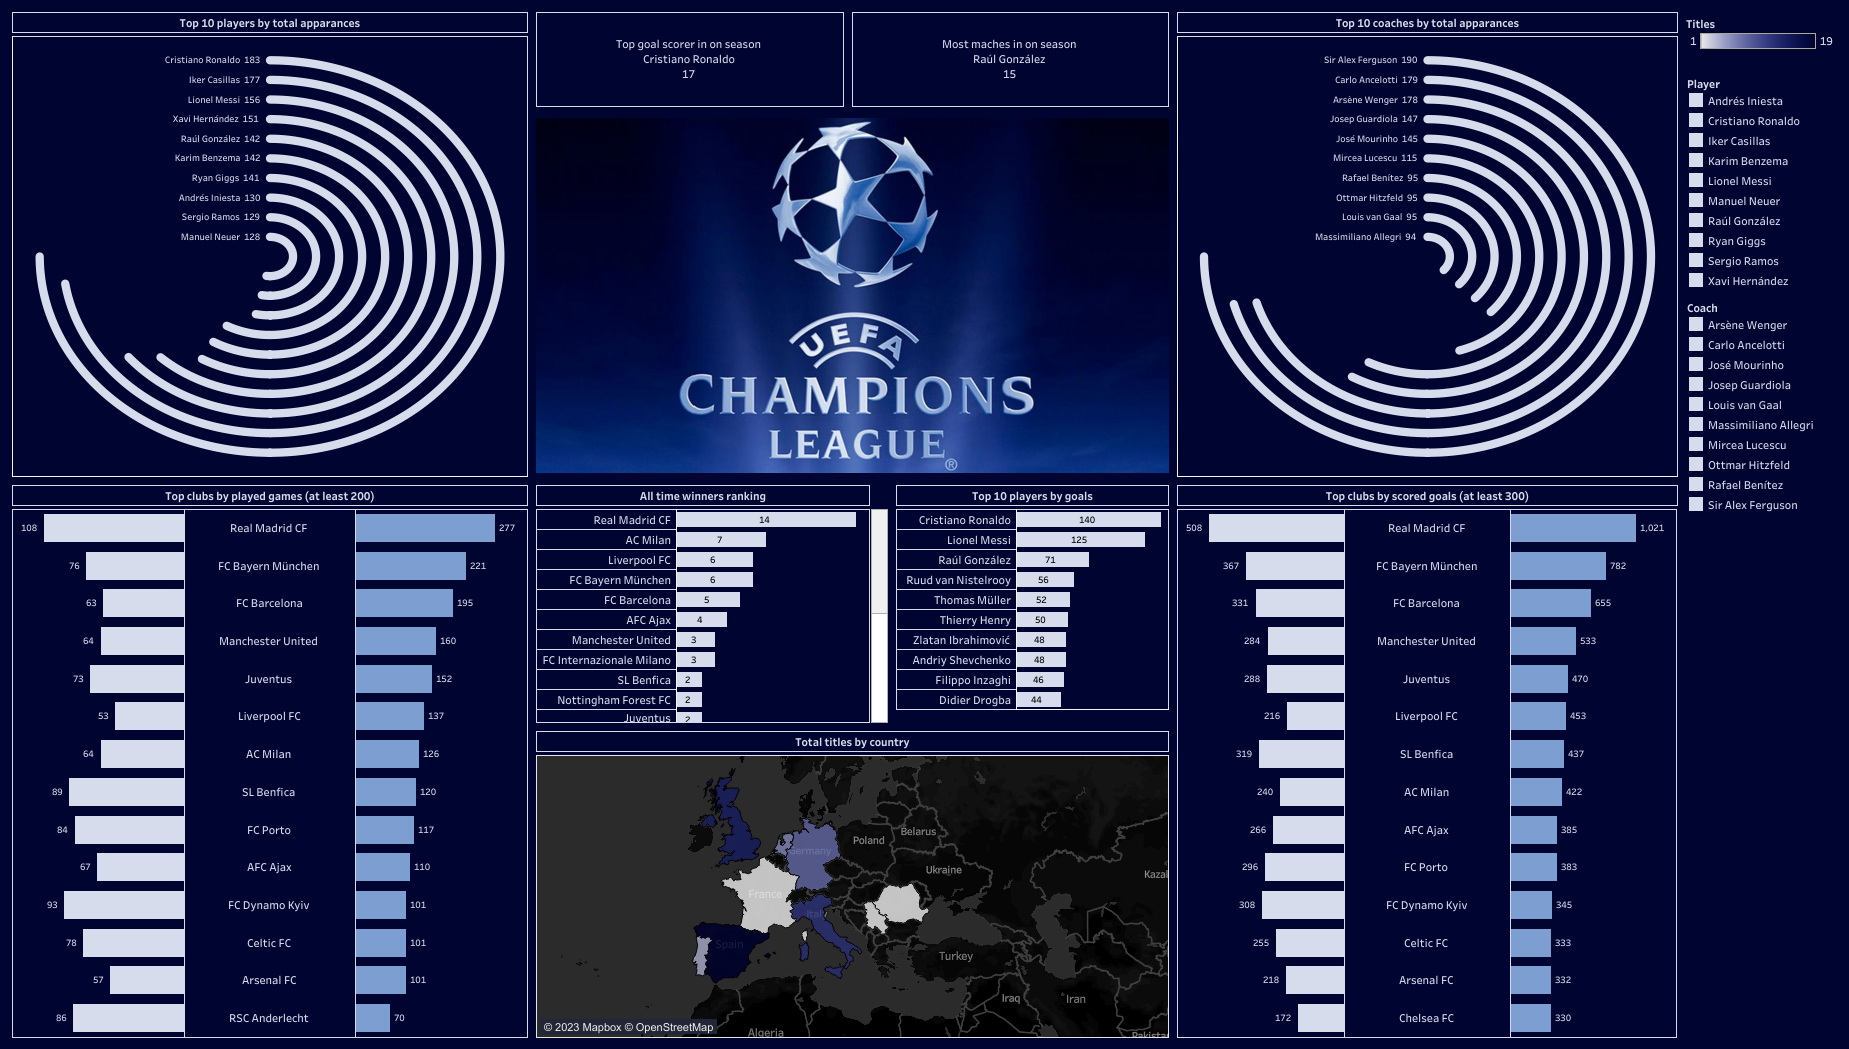 Top 10 players by total apparances
Cristiano Ronaldo 183
Iker Casillas 177
Lionel Messi 156
Xavi Hernández 151
Raúl González 142
Karim Benzema 142
Ryan Giggs 141
Andrés Iniesta 130
Sergio Ramos 129
Manuel Neuer 128
Top goal scorer in on season
Cristiano Ronaldo
17
Most maches in on season
Raúl González
15
UEFA
CHAMPIONS
LEAGUE®
Top 10 coaches by total apparances
Sir Alex Ferguson 190
Carlo Ancelotti 179
Arsène Wenger 178
Josep Guardiola 147
José Mourinho 145
Mircea Lucescu 115
Rafael Benítez 95
Ottmar Hitzfeld 95
Louis van Gaal 95
Massimiliano Allegri 94
Titles
1 19
Player
Andrés Iniesta
Cristiano Ronaldo
Iker Casillas
Karim Benzema
Lionel Messi
Manuel Neuer
Raúl González
Ryan Giggs
Sergio Ramos
Xavi Hernández
Coach
Arsène Wenger
Carlo Ancelotti
José Mourinho
Josep Guardiola
Louis van Gaal
Massimiliano Allegri
Mircea Lucescu
Ottmar Hitzfeld
Rafael Benítez
Sir Alex Ferguson
Top clubs by played games (at least 200)
108 Real Madrid CF 277
76 FC Bayern München 221
63 FC Barcelona 195
64 Manchester United 160
73 Juventus 152
53 Liverpool FC 137
64 AC Milan 126
89 SL Benfica 120
84 FC Porto 117
67 AFC Ajax 110
93 FC Dynamo Kyiv 101
78 Celtic FC 101
57 Arsenal FC 101
86 RSC Anderlecht 70
All time winners ranking
Real Madrid CF 14
AC Milan 7
Liverpool FC 6
FC Bayern München 6
FC Barcelona 5
AFC Ajax 4
Manchester United 3
FC Internazionale Milano 3
SL Benfica 2
Nottingham Forest FC 2
Juventus 2
Top 10 players by goals
Cristiano Ronaldo 140
Lionel Messi 125
Raúl González 71
Ruud van Nistelrooy 56
Thomas Müller 52
Thierry Henry 50
Zlatan Ibrahimović 48
Andriy Shevchenko 48
Filippo Inzaghi 46
Didier Drogba 44
Total titles by country
Belarus
Poland
Germany
Ukraine
Kazak
France
Ital
Spain
Turkey
Iraq
Iran
Algeria
Pakistan
© 2023 Mapbox © OpenStreetMap
Top clubs by scored goals (at least 300)
508 Real Madrid CF 1,021
367 FC Bayern München 782
331 FC Barcelona 655
284 Manchester United 533
288 Juventus 470
216 Liverpool FC 453
319 SL Benfica 437
240 AC Milan 422
266 AFC Ajax 385
296 FC Porto 383
308 FC Dynamo Kyiv 345
255 Celtic FC 333
218 Arsenal FC 332
172 Chelsea FC 330